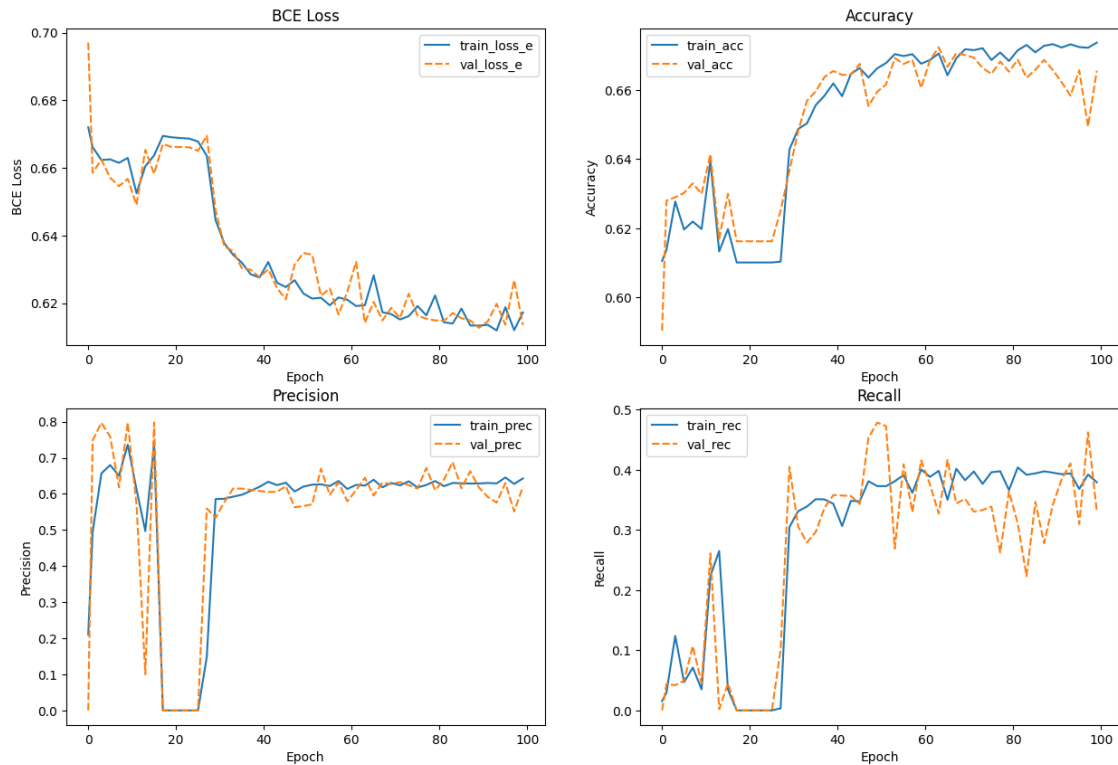 BCE Loss
0.70
0.68
0.66
0.64
0.62
BCE Loss
train_loss_e
val_loss_e
0 20 40 60 80 100
Epoch
Accuracy
0.66
0.64
0.62
0.60
Accuracy
train_acc
val_acc
0 20 40 60 80 100
Epoch
Precision
0.8
0.7
0.6
0.5
0.4
0.3
0.2
0.1
0.0
Precision
train_prec
val_prec
0 20 40 60 80 100
Epoch
Recall
0.5
0.4
0.3
0.2
0.1
0.0
Recall
train_rec
val_rec
0 20 40 60 80 100
Epoch